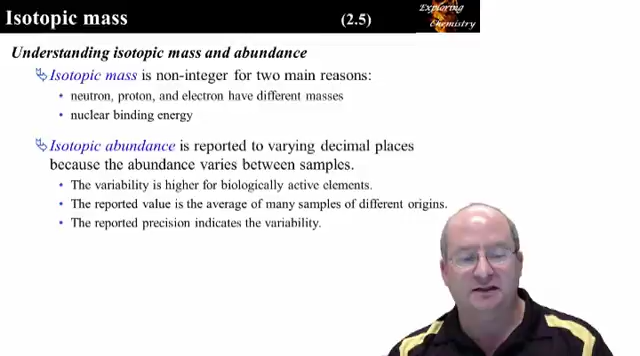 Isotopic mass (2.5)
Exploring
Chemistry
Understanding isotopic mass and abundance
Isotopic mass is non-integer for two main reasons:
• neutron, proton, and electron have different masses
• nuclear binding energy
Isotopic abundance is reported to varying decimal places
because the abundance varies between samples.
• The variability is higher for biologically active elements.
• The reported value is the average of many samples of different origins.
• The reported precision indicates the variability.